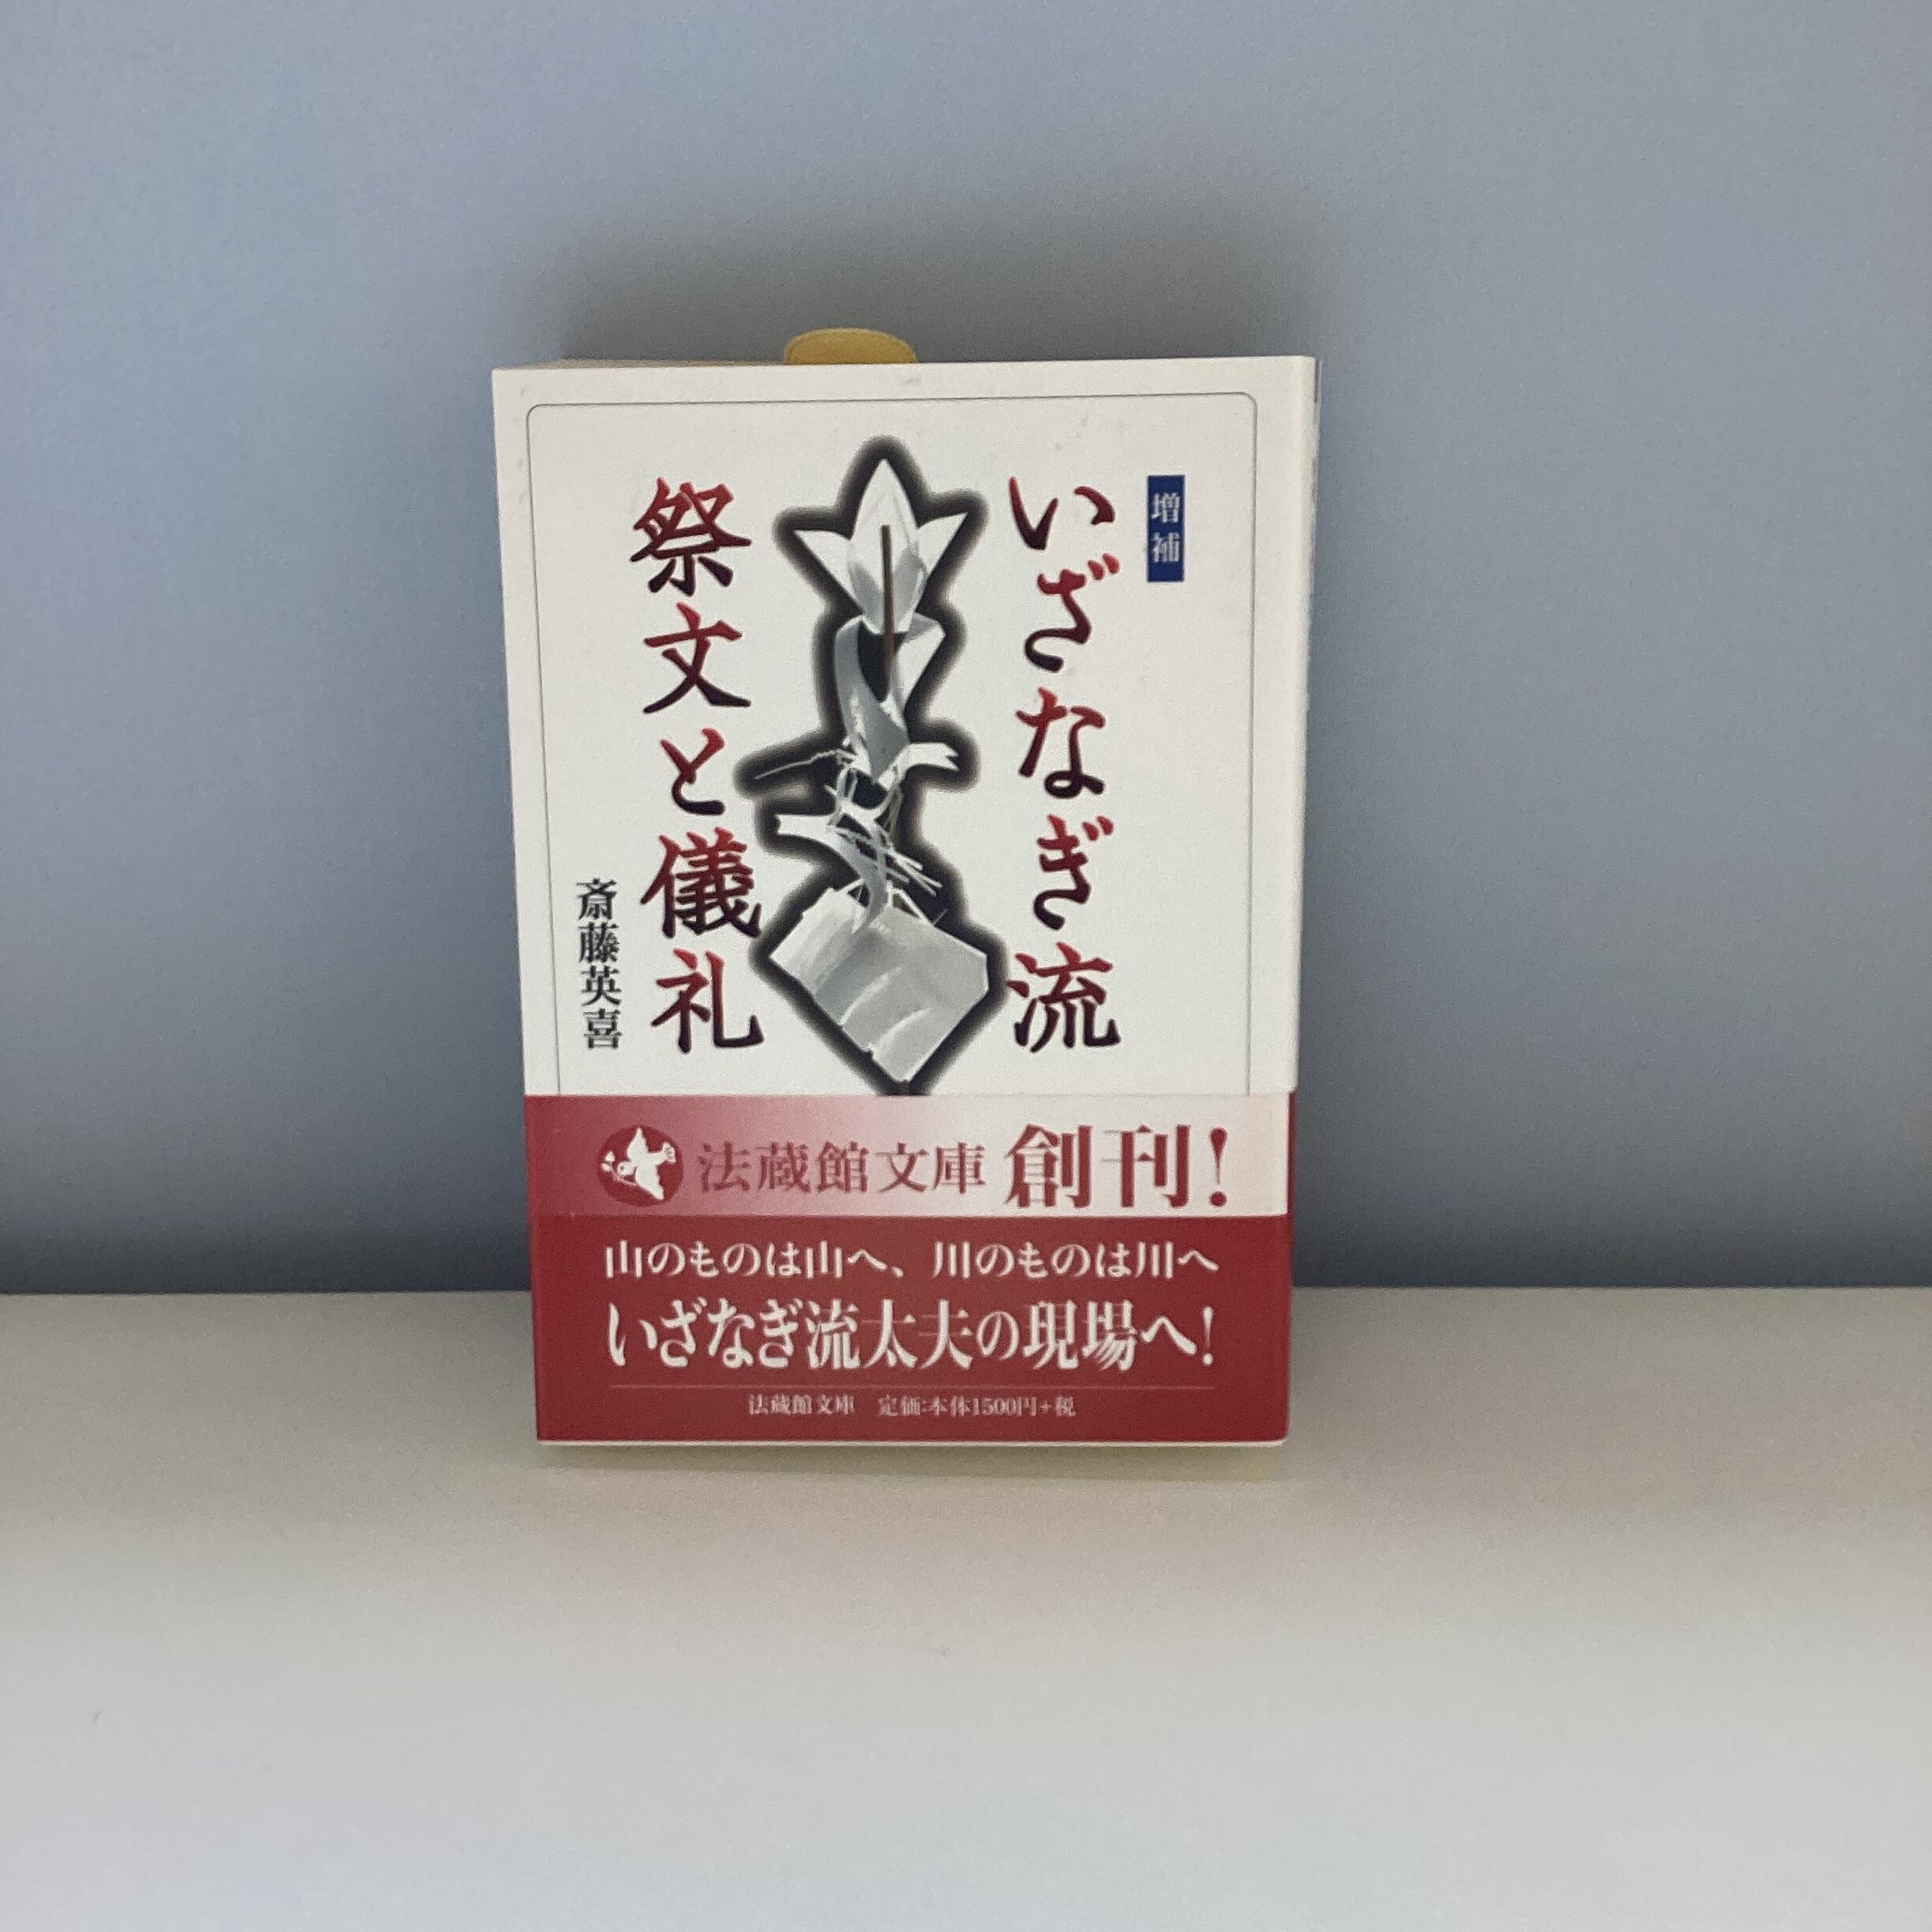 増補
いざなぎ流
祭文と儀礼
斎藤英喜
法蔵館文庫 創刊!
山のものは山へ、川のものは川へ
いざなぎ流太夫の現場へ!
法蔵館文庫 定価:本体1500円+税